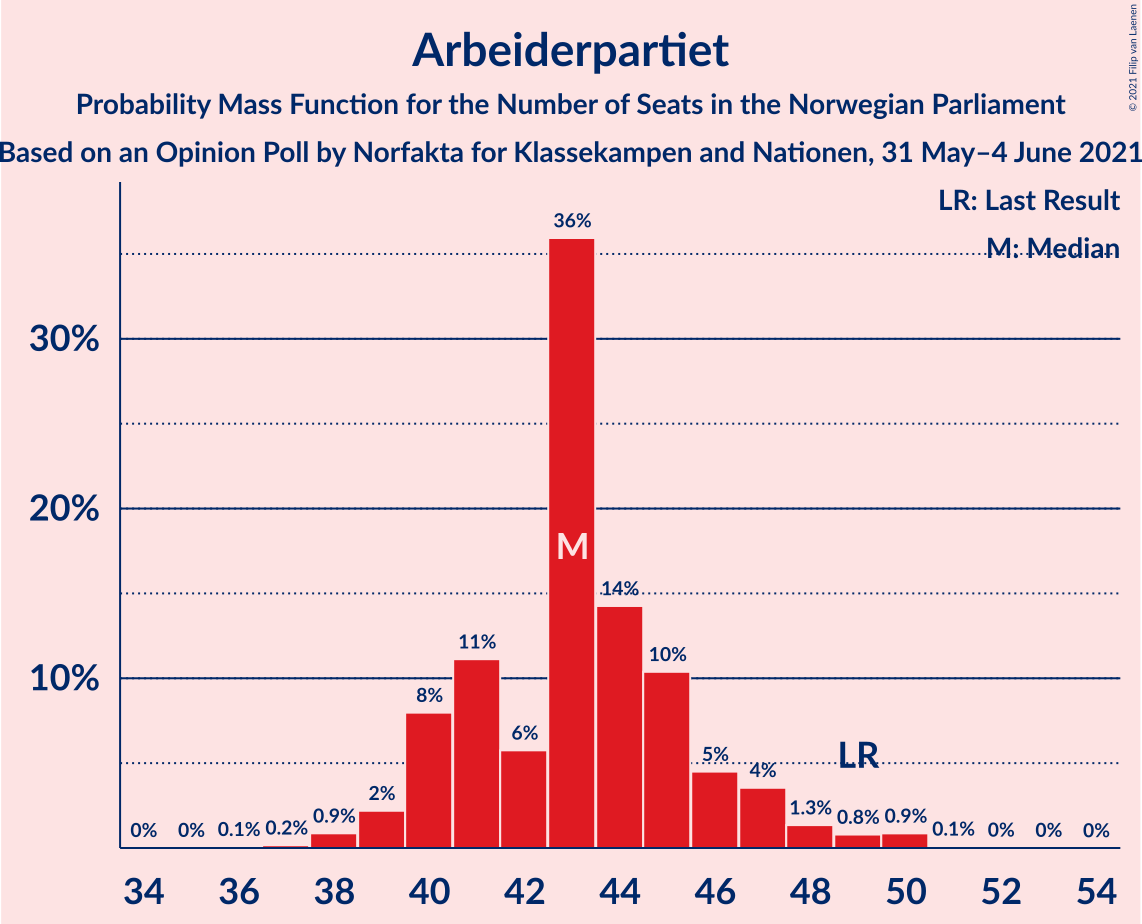 Arbeiderpartiet
Probability Mass Function for the Number of Seats in the Norwegian Parliament
Based on an Opinion Poll by Norfakta for Klassekampen and Nationen, 31 May–4 June 2021
© 2021 Filip van Laenen
LR: Last Result
M: Median
36%
30%
20%
M
14%
11%
10%
10%
8%
6%
5%
LR
4%
2%
0% 0% 0.1% 0.2% 0.9% 1.3% 0.8% 0.9% 0.1% 0% 0% 0%
34 36 38 40 42 44 46 48 50 52 54